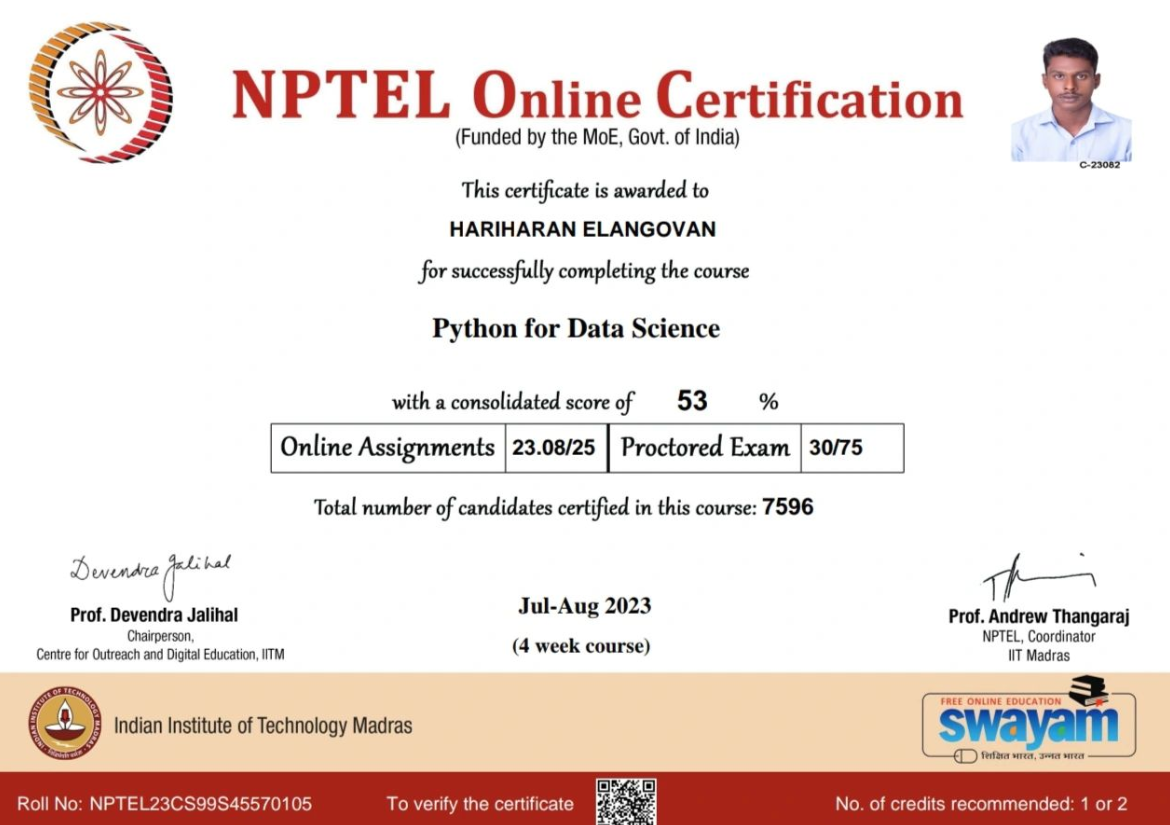 NPTEL Online Certification
(Funded by the MoE, Govt. of India)
C-23082
This certificate is awarded to
HARIHARAN ELANGOVAN
for successfully completing the course
Python for Data Science
with a consolidated score of 53 %
Online Assignments 23.08/25 Proctored Exam 30/75
Total number of candidates certified in this course: 7596
Devendra Jalihal
Prof. Devendra Jalihal
Chairperson,
Centre for Outreach and Digital Education, IITM
Jul-Aug 2023
(4 week course)
Prof. Andrew Thangaraj
NPTEL, Coordinator
IIT Madras
INDIAN INSTITUTE OF TECHNOLOGY MADRAS
Indian Institute of Technology Madras
FREE ONLINE EDUCATION
swayam
शिक्षित भारत, उन्नत भारत
Roll No: NPTEL23CS99S45570105
To verify the certificate
No. of credits recommended: 1 or 2